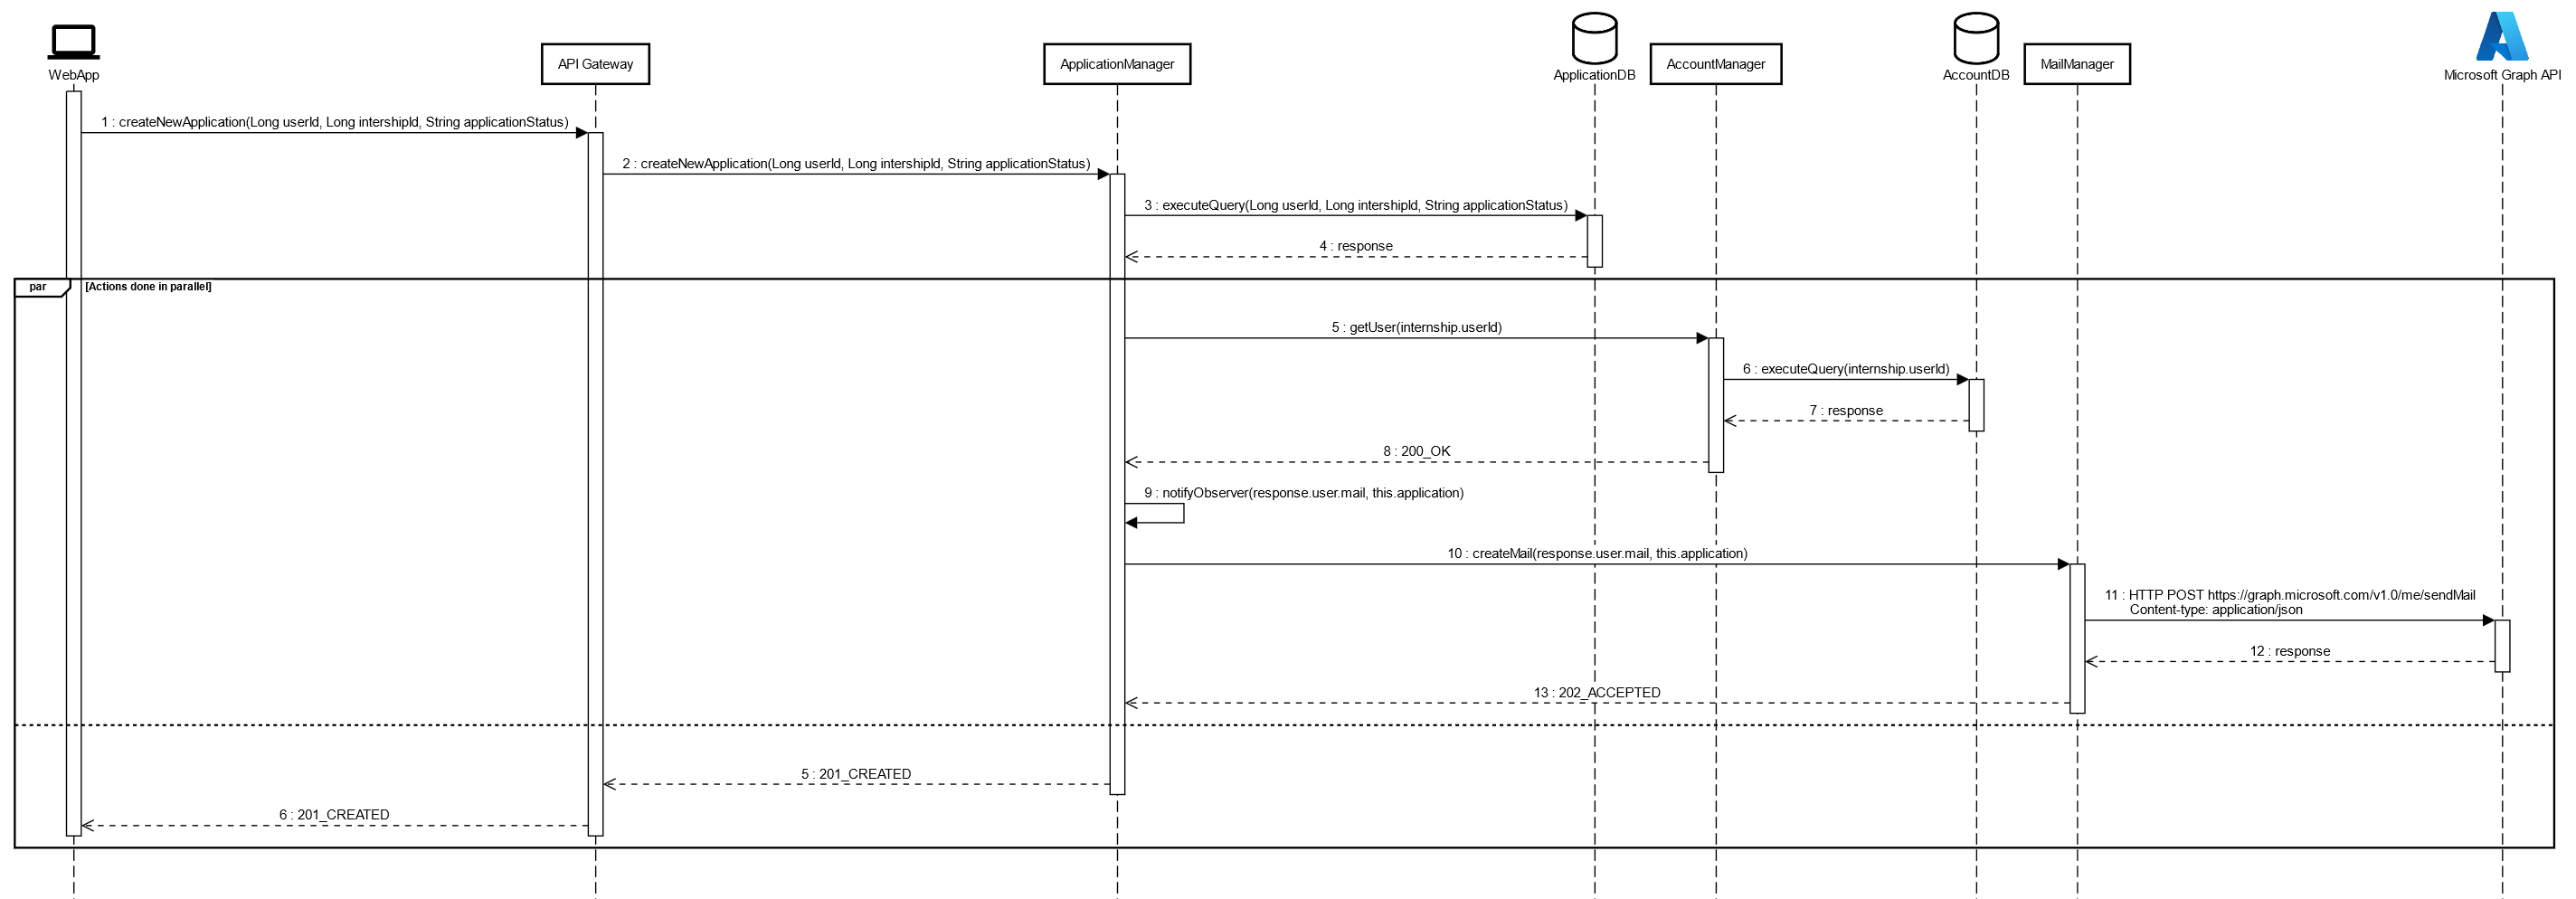 WebApp
API Gateway
ApplicationManager
ApplicationDB
AccountManager
AccountDB
MailManager
Microsoft Graph API
1 : createNewApplication(Long userId, Long intershipId, String applicationStatus)
2 : createNewApplication(Long userId, Long intershipId, String applicationStatus)
3 : executeQuery(Long userId, Long intershipId, String applicationStatus)
4 : response
par
[Actions done in parallel]
5 : getUser(internship.userId)
6 : executeQuery(internship.userId)
7 : response
8 : 200_OK
9 : notifyObserver(response.user.mail, this.application)
10 : createMail(response.user.mail, this.application)
11 : HTTP POST https://graph.microsoft.com/v1.0/me/sendMail
Content-type: application/json
12 : response
13 : 202_ACCEPTED
5 : 201_CREATED
6 : 201_CREATED